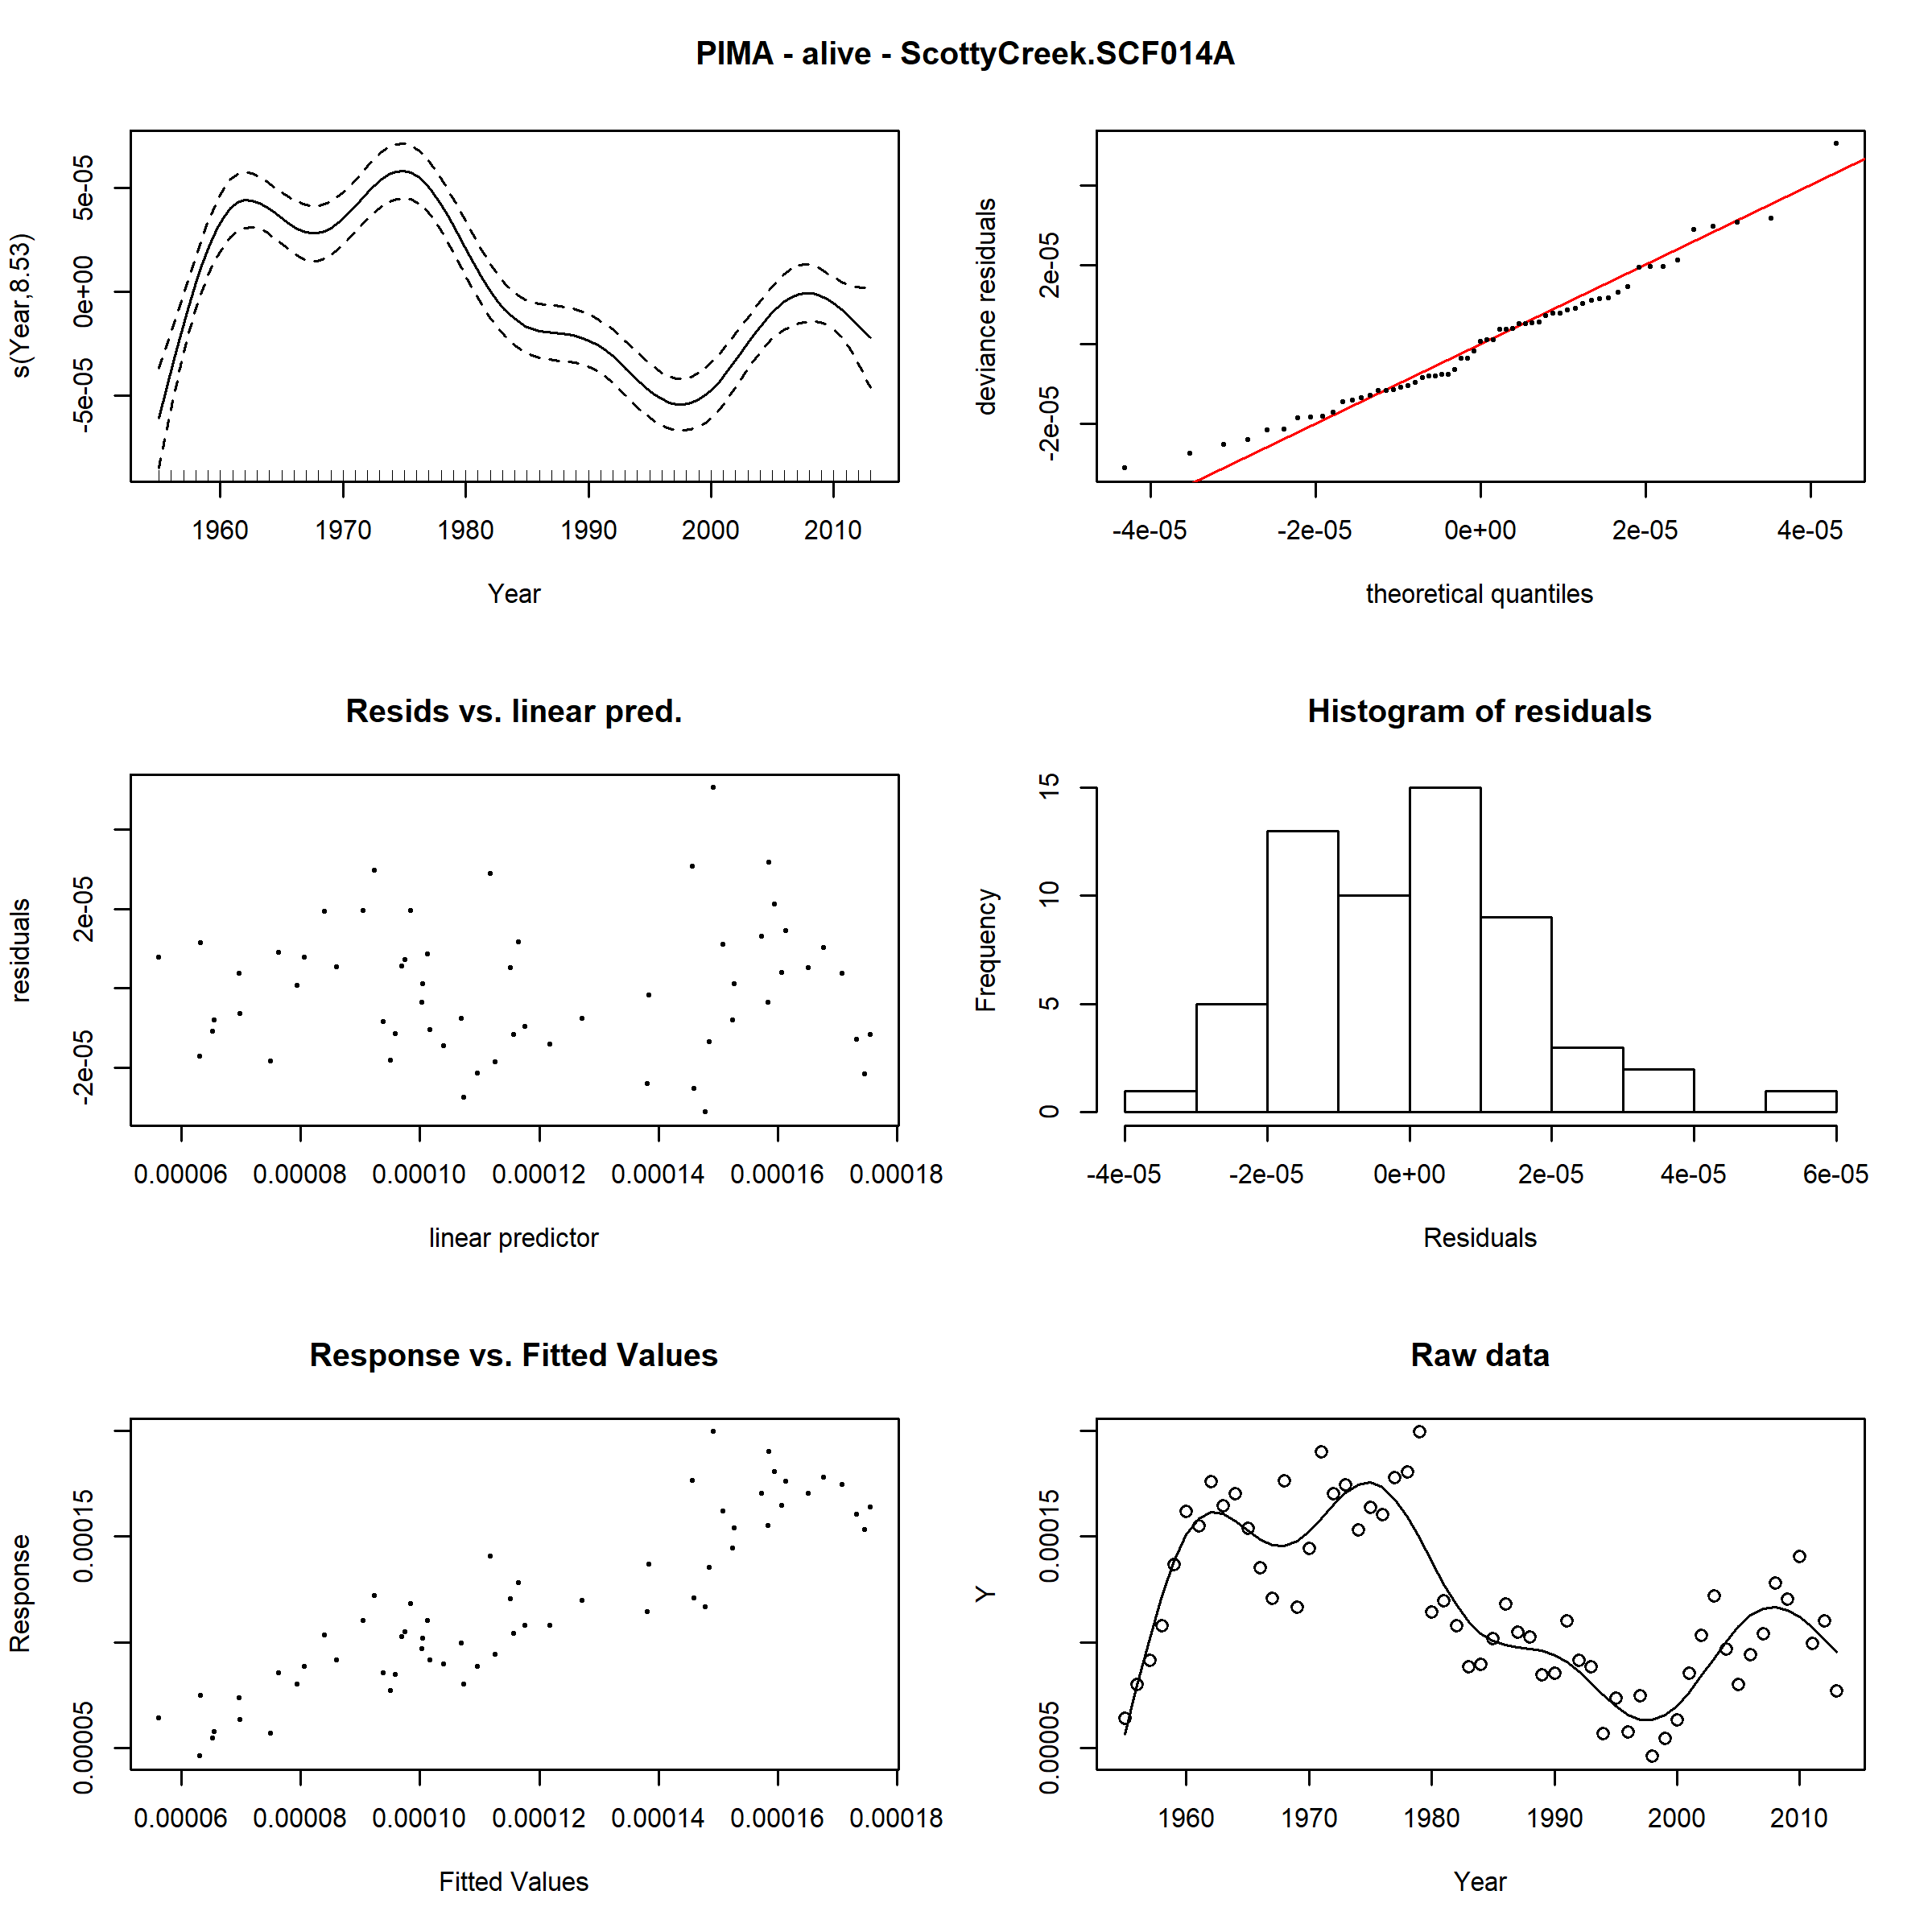 PIMA - alive - ScottyCreek.SCF014A
s(Year,8.53)
5e-05
0e+00
-5e-05
1960 1970 1980 1990 2000 2010
Year
deviance residuals
2e-05
-2e-05
-4e-05 -2e-05 0e+00 2e-05 4e-05
theoretical quantiles
Resids vs. linear pred.
residuals
2e-05
-2e-05
0.00006 0.00008 0.00010 0.00012 0.00014 0.00016 0.00018
linear predictor
Histogram of residuals
Frequency
15
10
5
0
-4e-05 -2e-05 0e+00 2e-05 4e-05 6e-05
Residuals
Response vs. Fitted Values
Response
0.00015
0.00005
0.00006 0.00008 0.00010 0.00012 0.00014 0.00016 0.00018
Fitted Values
Raw data
Y
0.00015
0.00005
1960 1970 1980 1990 2000 2010
Year